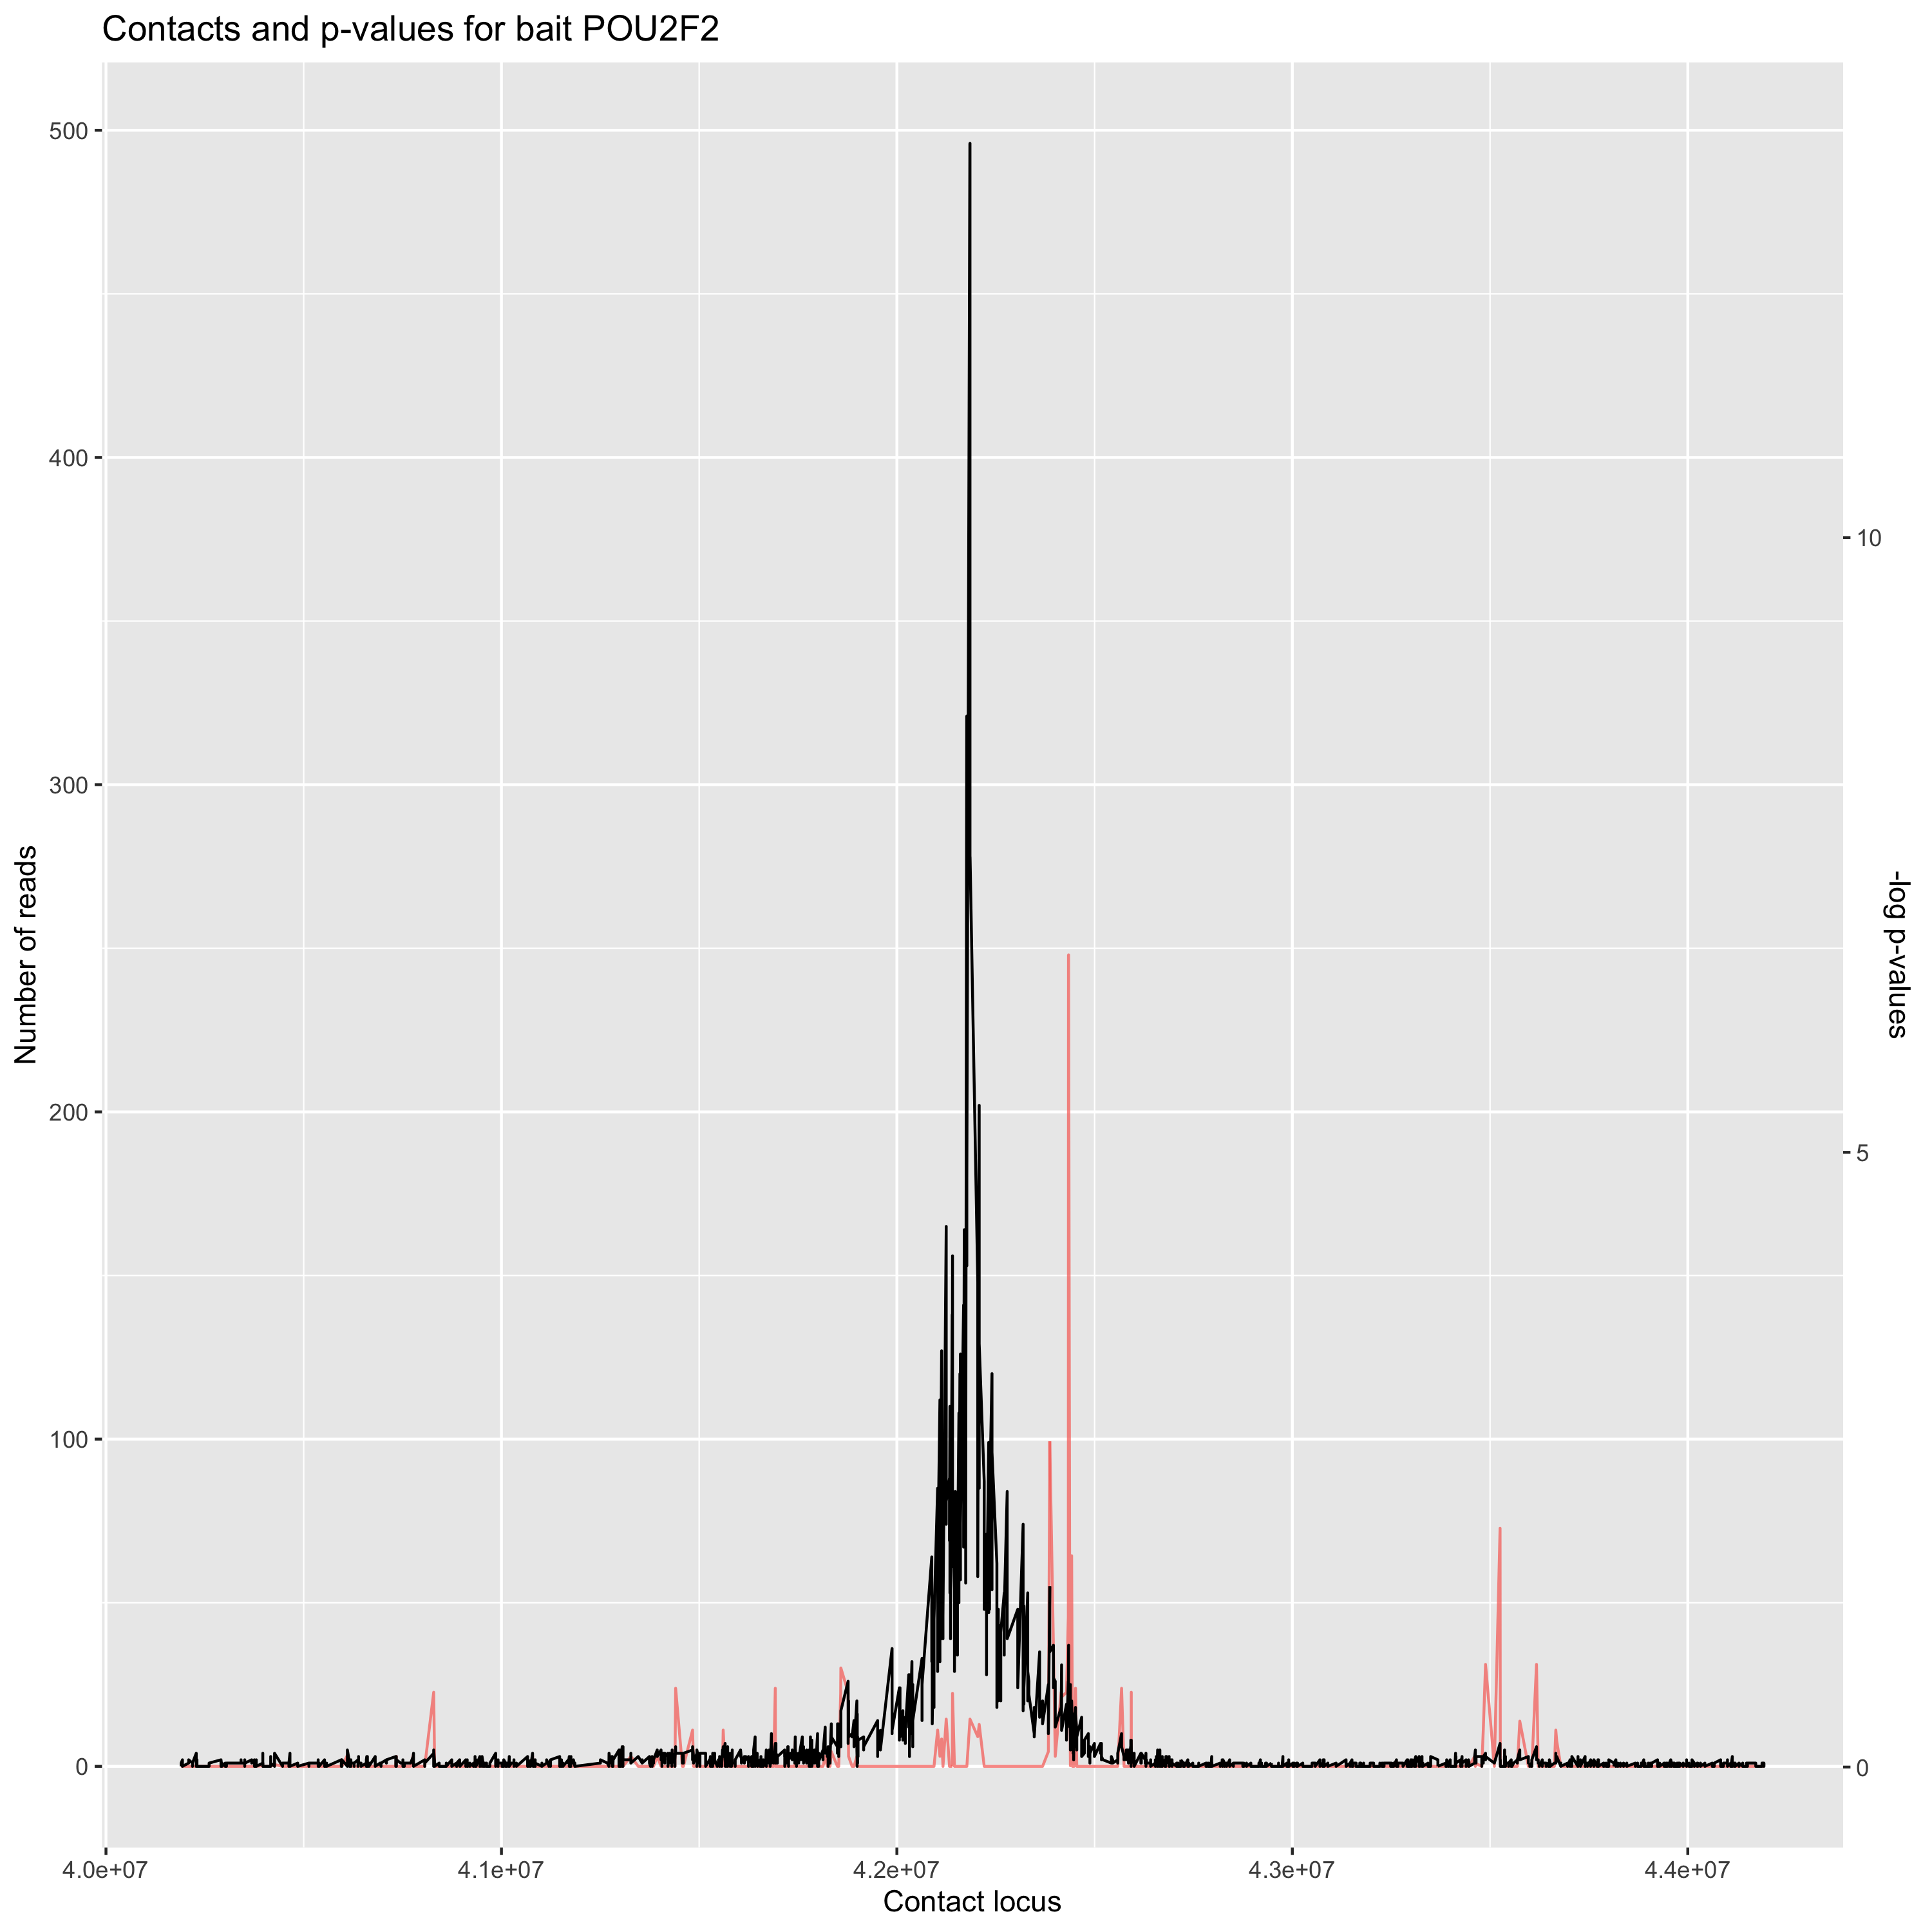 Contacts and p-values for bait POU2F2
500
400
300
200
100
0
Number of reads
10
5
0
-log p-values
4.0e+07
4.1e+07
4.2e+07
4.3e+07
4.4e+07
Contact locus